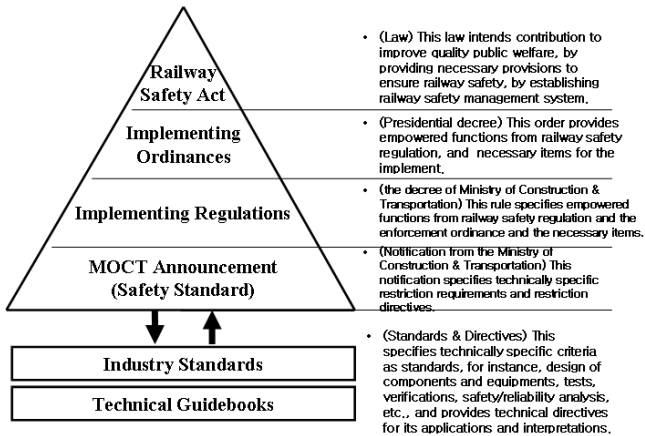 Railway
Safety Act
• (Law) This law intends contribution to
improve quality public welfare, by
providing necessary provisions to
ensure railway safety, by establishing
railway safety management system.
Implementing
Ordinances
• (Presidential decree) This order provides
empowered functions from railway safety
regulation, and necessary items for the
implement.
Implementing Regulations
• (the decree of Ministry of Construction &
Transportation) This rule specifies empowered
functions from railway safety regulation and the
enforcement ordinance and the necessary items.
MOCT Announcement
(Safety Standard)
• (Notification from the Ministry of
Construction & Transportation) This
notification specifies technically specific
restriction requirements and restriction
directives.
Industry Standards
Technical Guidebooks
• (Standards & Directives) This
specifies technically specific criteria
as standards, for instance, design of
components and equipments, tests,
verifications, safety/reliability analysis,
etc., and provides technical directives
for its applications and interpretations.